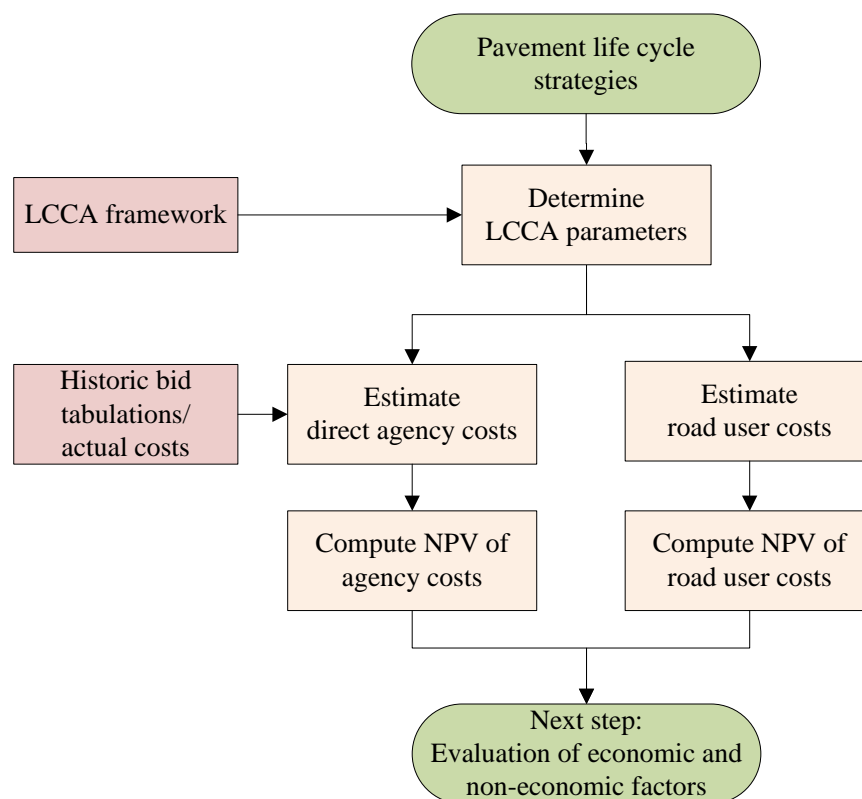 Pavement life cycle
strategies
LCCA framework
Determine
LCCA parameters
Historic bid
tabulations/
actual costs
Estimate
direct agency costs
Estimate
road user costs
Compute NPV of
agency costs
Compute NPV of
road user costs
Next step:
Evaluation of economic and
non-economic factors